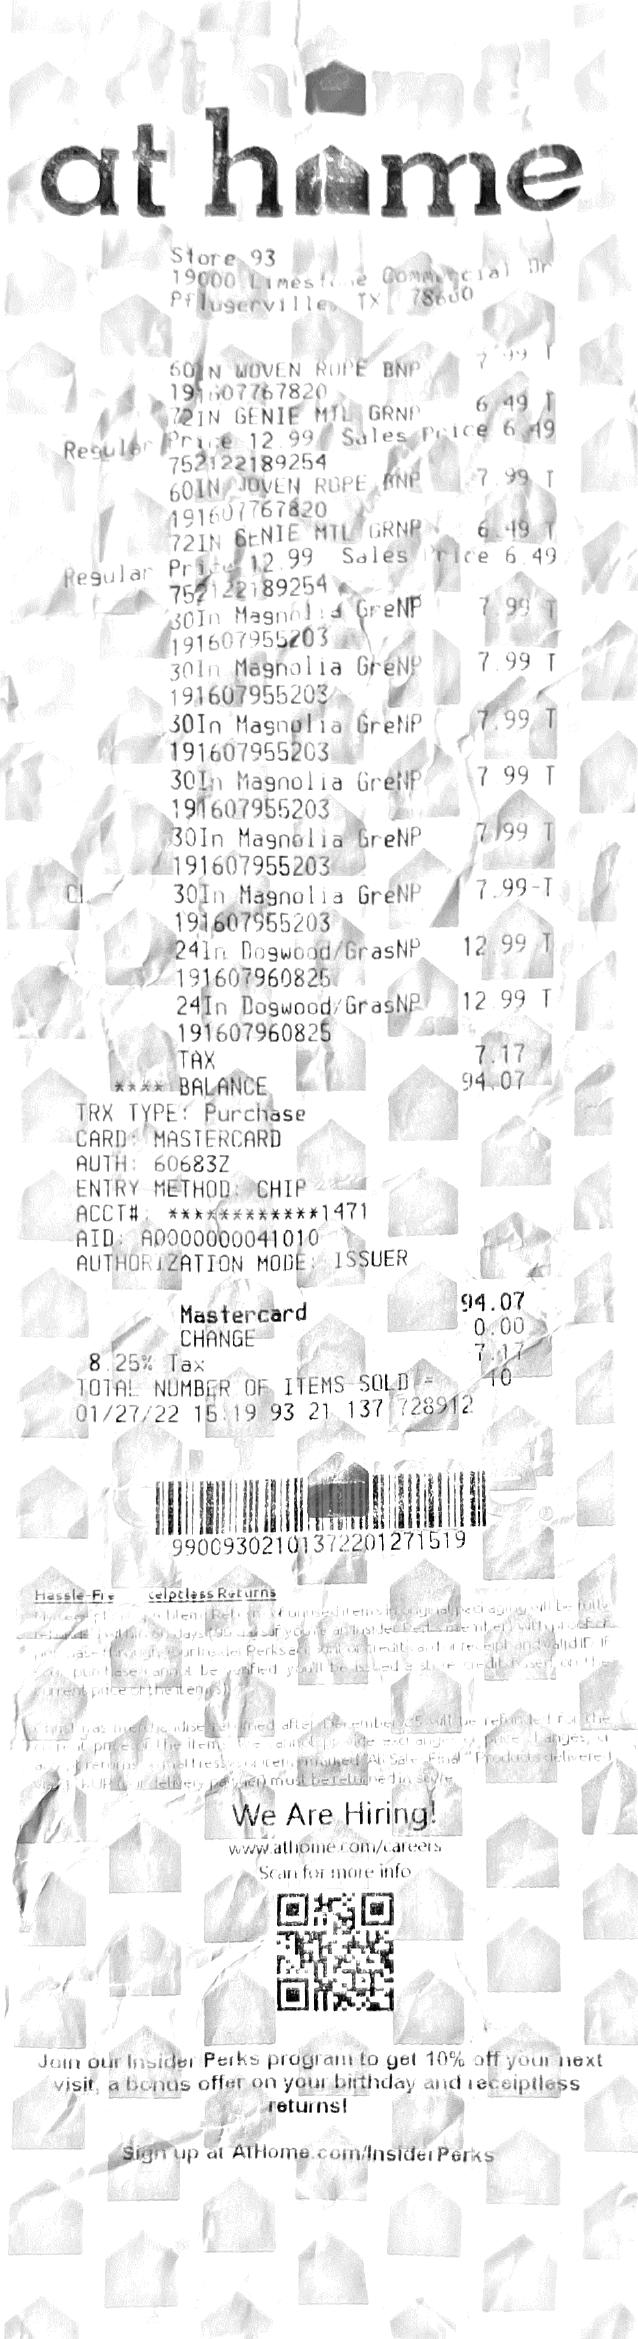 at home
Store 93
19000 Limestone Commercial Dr
Pflugerville, TX 78660
60IN WOVEN ROPE BNP 7.99 T
191607767820
72IN GENIE MTL GRNP 6.49 T
Regular Price 12.99 Sales Price 6.49
752122189254
60IN WOVEN ROPE BNP 7.99 T
191607767820
72IN GENIE MTL GRNP 6.49 T
Regular Price 12.99 Sales Price 6.49
752122189254
30In Magnolia GreNP 7.99 T
191607955203
30In Magnolia GreNP 7.99 T
191607955203
30In Magnolia GreNP 7.99 T
191607955203
30In Magnolia GreNP 7.99 T
191607955203
30In Magnolia GreNP 7.99 T
191607955203
30In Magnolia GreNP 7.99-T
191607955203
24In Dogwood/GrasNP 12.99 T
191607960825
24In Dogwood/GrasNP 12.99 T
191607960825
TAX 7.17
**** BALANCE 94.07
TRX TYPE: Purchase
CARD: MASTERCARD
AUTH: 60683Z
ENTRY METHOD: CHIP
ACCT#: ************1471
AID: A0000000041010
AUTHORIZATION MODE: ISSUER
Mastercard 94.07
CHANGE 0.00
8.25% Tax 7.17
TOTAL NUMBER OF ITEMS SOLD = 10
01/27/22 15:19 93 21 137 728912
99009302101372201271519
Hassle-Free Receiptless Returns
We Are Hiring!
www.athome.com/careers
Scan for more info
Join our Insider Perks program to get 10% off your next
visit, a bonus offer on your birthday and receiptless
returns!
Sign up at AtHome.com/InsiderPerks